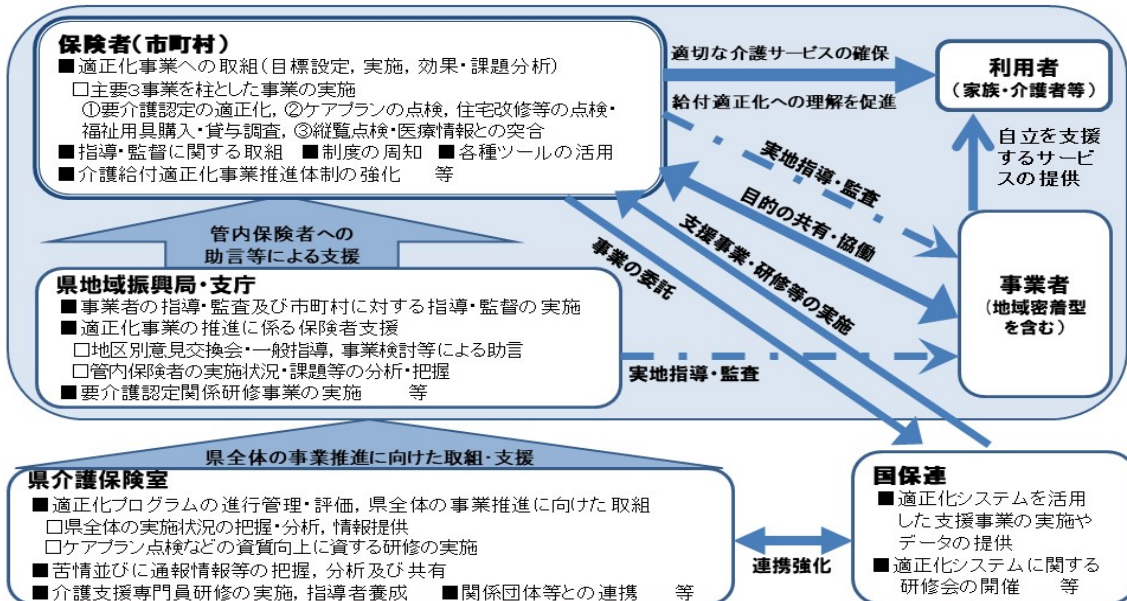 保険者(市町村)
■適正化事業への取組(目標設定，実施，効果・課題分析)
□主要3事業を柱とした事業の実施
①要介護認定の適正化，②ケアプランの点検，住宅改修等の点検・
福祉用具購入・貸与調査，③縦覧点検・医療情報との突合
■指導・監督に関する取組 ■制度の周知 ■各種ツールの活用
■介護給付適正化事業推進体制の強化 等
適切な介護サービスの確保
給付適正化への理解を促進
利用者
(家族・介護者等)
自立を支援
するサービ
スの提供
実地指導・監査
目的の共有・協働
支援事業・研修等の実施
事業の委託
事業者
(地域密着型
を含む)
管内保険者への
助言等による支援
県地域振興局・支庁
■事業者の指導・監査及び市町村に対する指導・監督の実施
■適正化事業の推進に係る保険者支援
□地区別意見交換会・一般指導，事業検討等による助言
□管内保険者の実施状況・課題等の分析・把握
■要介護認定関係研修事業の実施 等
実地指導・監査
県全体の事業推進に向けた取組・支援
県介護保険室
■適正化プログラムの進行管理・評価，県全体の事業推進に向けた取組
□県全体の実施状況の把握・分析，情報提供
□ケアプラン点検などの資質向上に資する研修の実施
■苦情並びに通報情報等の把握，分析及び共有
■介護支援専門員研修の実施，指導者養成 ■関係団体等との連携 等
連携強化
国保連
■適正化システムを活用
した支援事業の実施や
データの提供
■適正化システムに関する
研修会の開催 等